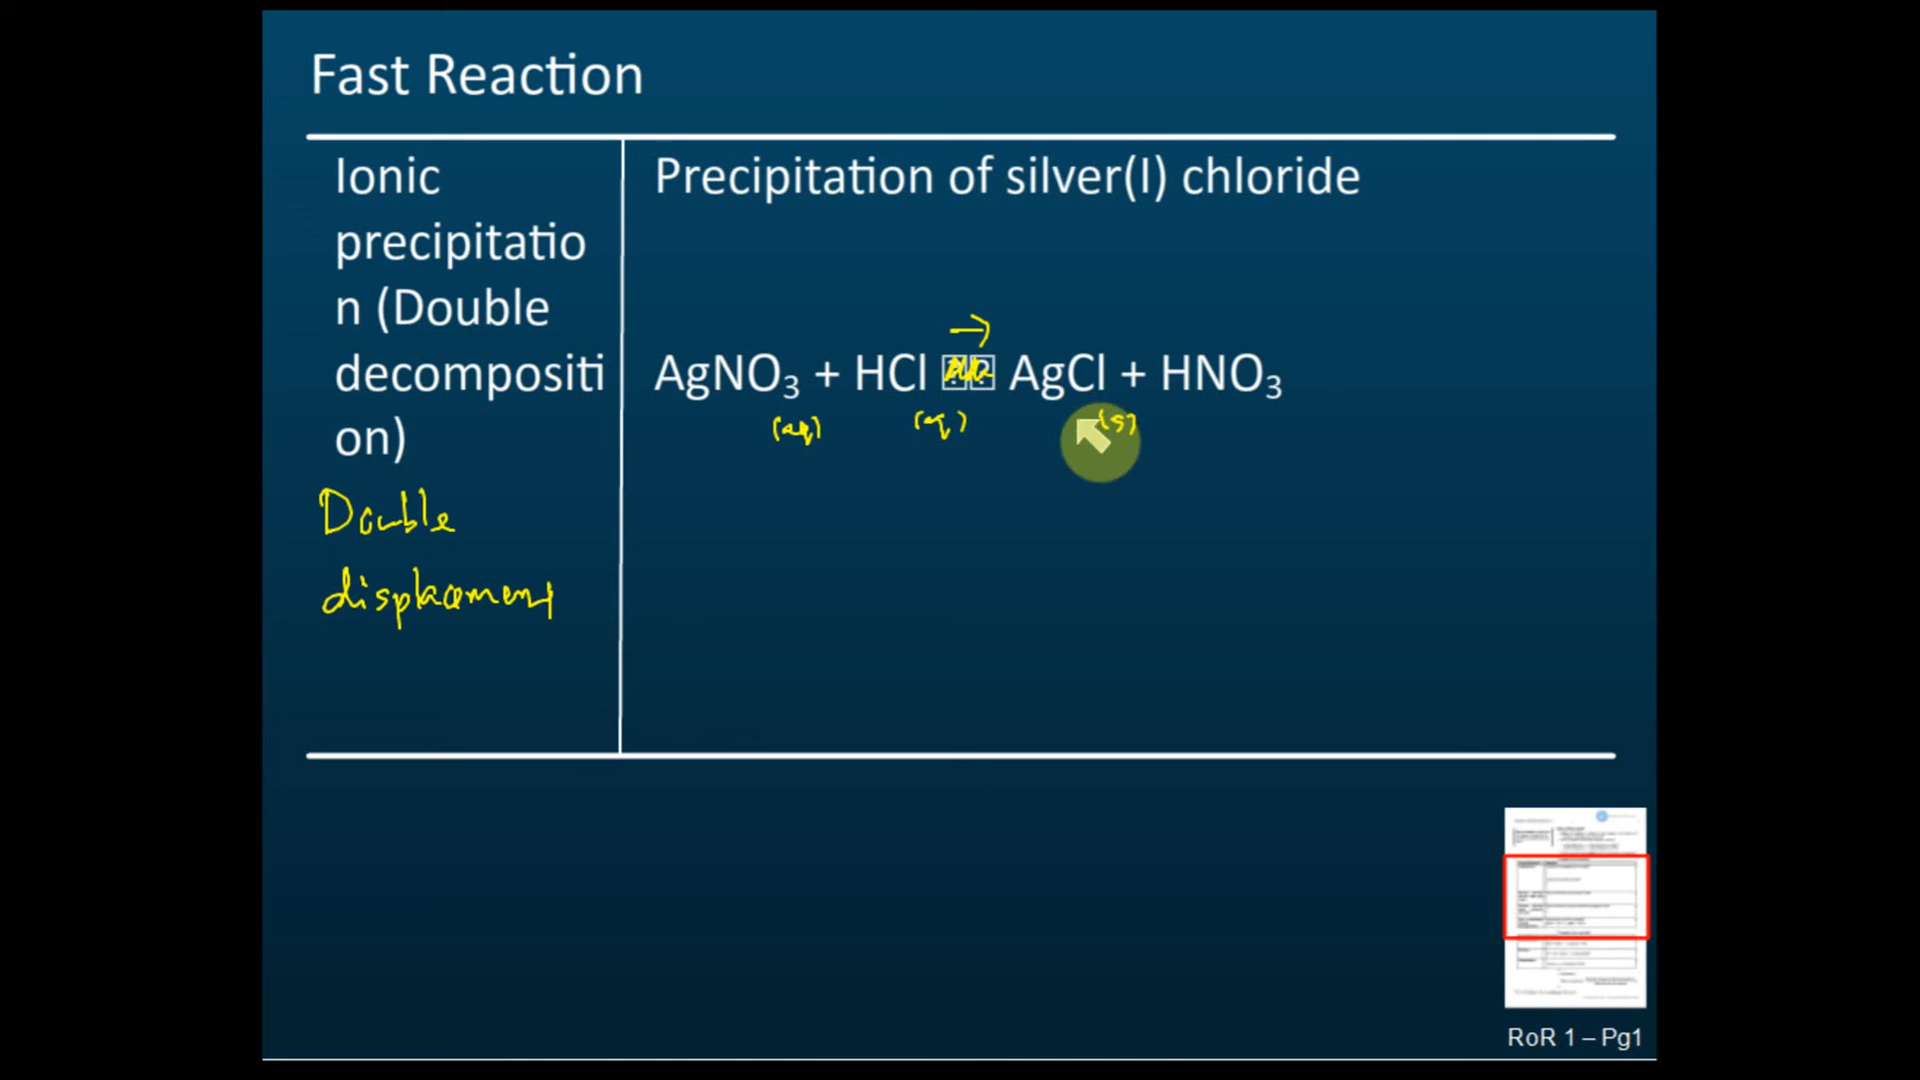 Fast Reaction
Ionic
precipitatio
n (Double
decompositi
on)
Double
displacement
Precipitation of silver(I) chloride
→
AgNO₃ + HCl AgCl + HNO₃
(aq) (aq) (s)
RoR 1 – Pg1